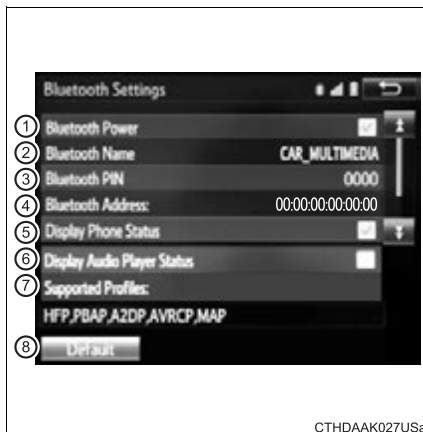 Bluetooth Settings
1 Bluetooth Power
2 Bluetooth Name CAR_MULTIMEDIA
3 Bluetooth PIN 0000
4 Bluetooth Address: 00:00:00:00:00:00
5 Display Phone Status
6 Display Audio Player Status
7 Supported Profiles:
HFP,PBAP,A2DP,AVRCP,MAP
8 Default
CTHDAAK027USa